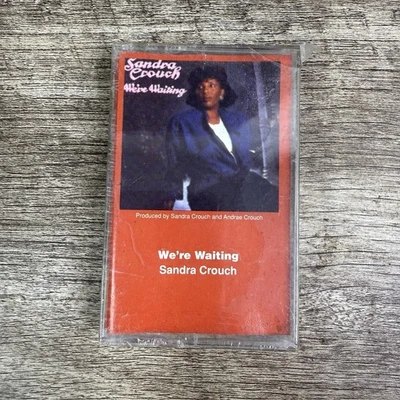 Sandra
Crouch
We're Waiting
Produced by Sandra Crouch and Andrae Crouch
We're Waiting
Sandra Crouch